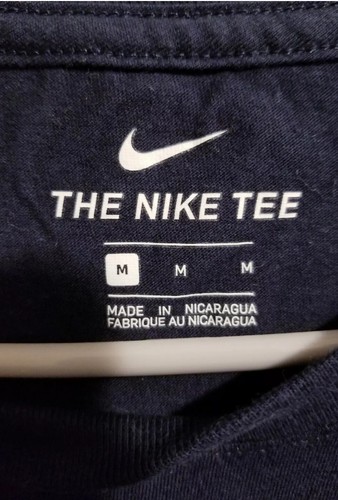 THE NIKE TEE
M M M
MADE IN NICARAGUA
FABRIQUE AU NICARAGUA